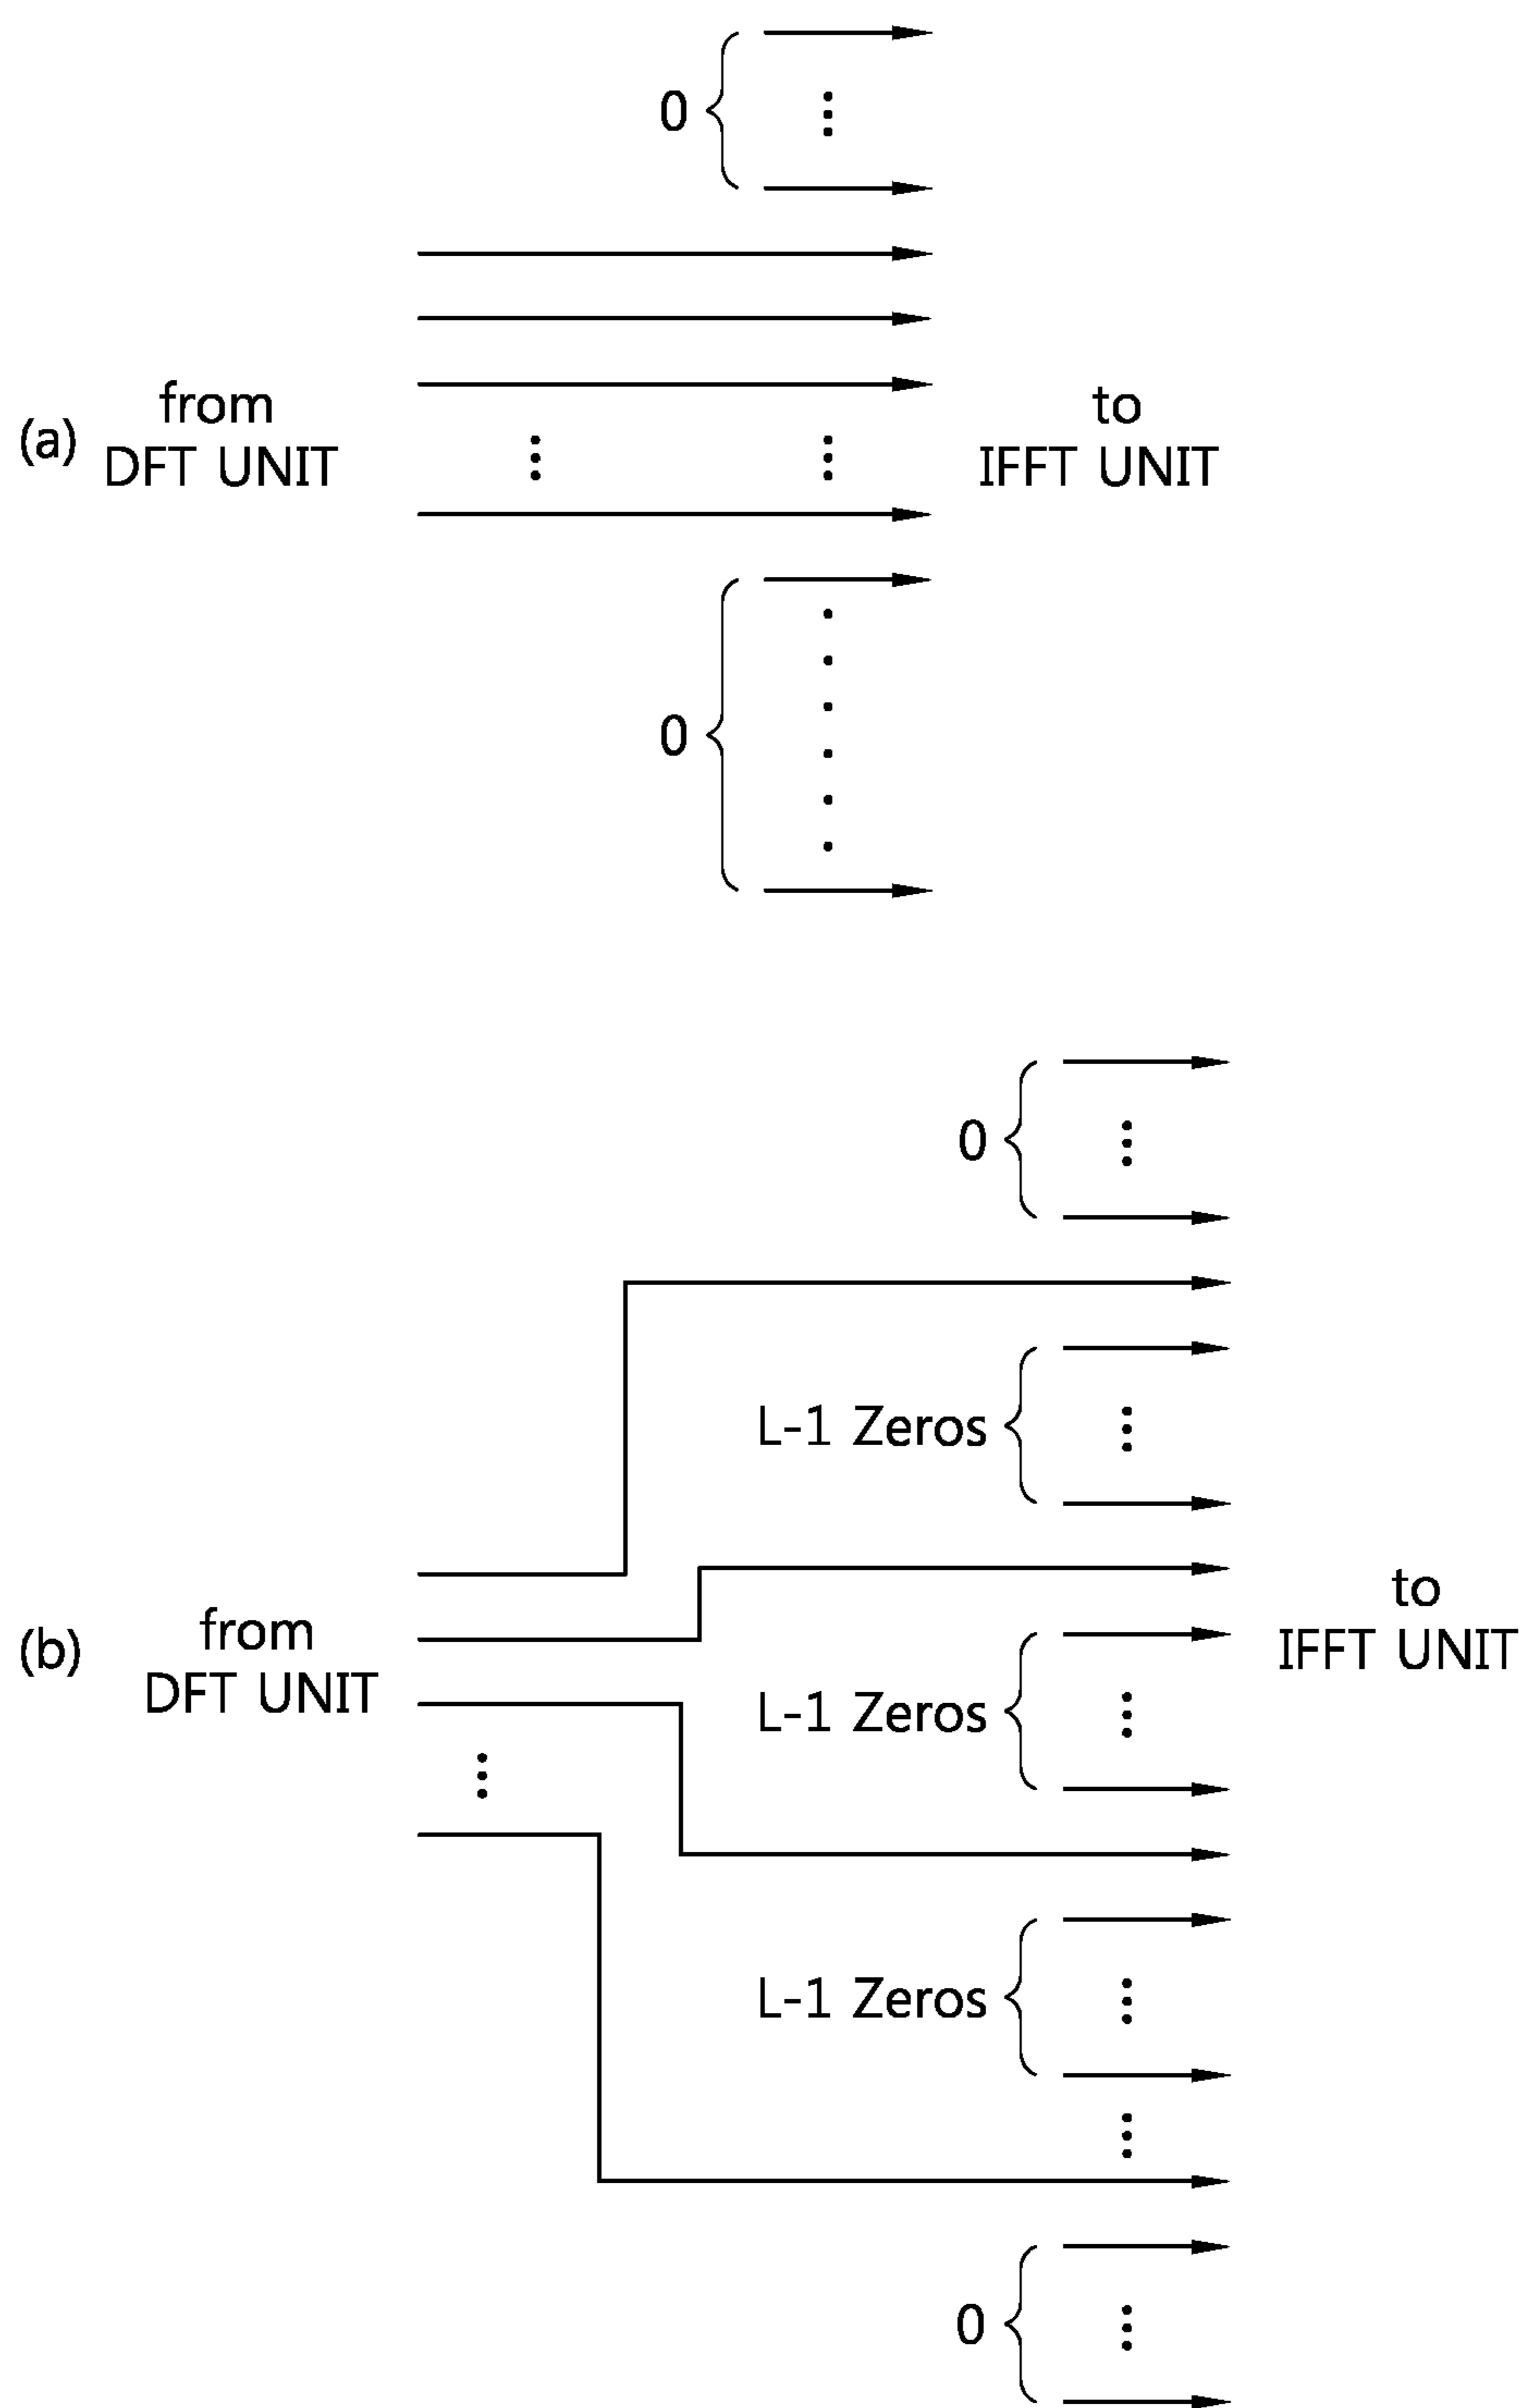 0
(a)
from
DFT UNIT
to
IFFT UNIT
0
0
L-1 Zeros
(b)
from
DFT UNIT
to
IFFT UNIT
L-1 Zeros
L-1 Zeros
0